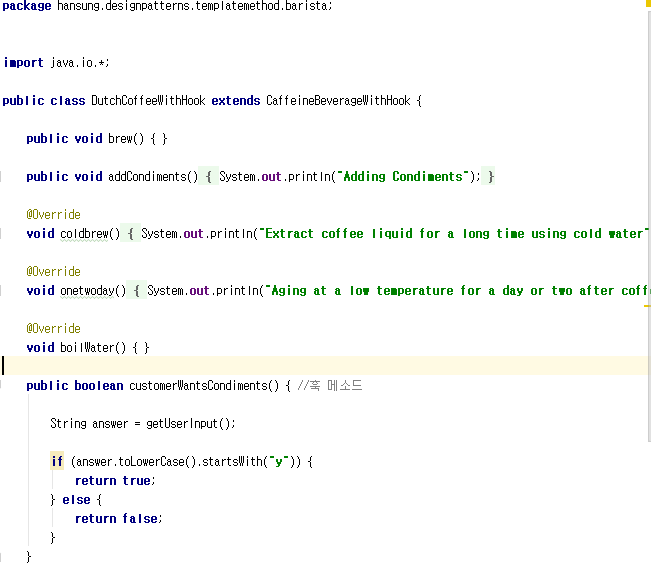 package hansung.designpatterns.templatemethod.barista;
import java.io.*;
public class DutchCoffeeWithHook extends CaffeineBeverageWithHook {
public void brew() { }
public void addCondiments() { System.out.println("Adding Condiments"); }
@Override
void coldbrew() { System.out.println("Extract coffee liquid for a long time using cold water"
@Override
void onetwoday() { System.out.println("Aging at a low temperature for a day or two after coff
@Override
void boilWater() { }
public boolean customerWantsCondiments() { //훅 메소드
String answer = getUserInput();
if (answer.toLowerCase().startsWith("y")) {
return true;
} else {
return false;
}
}